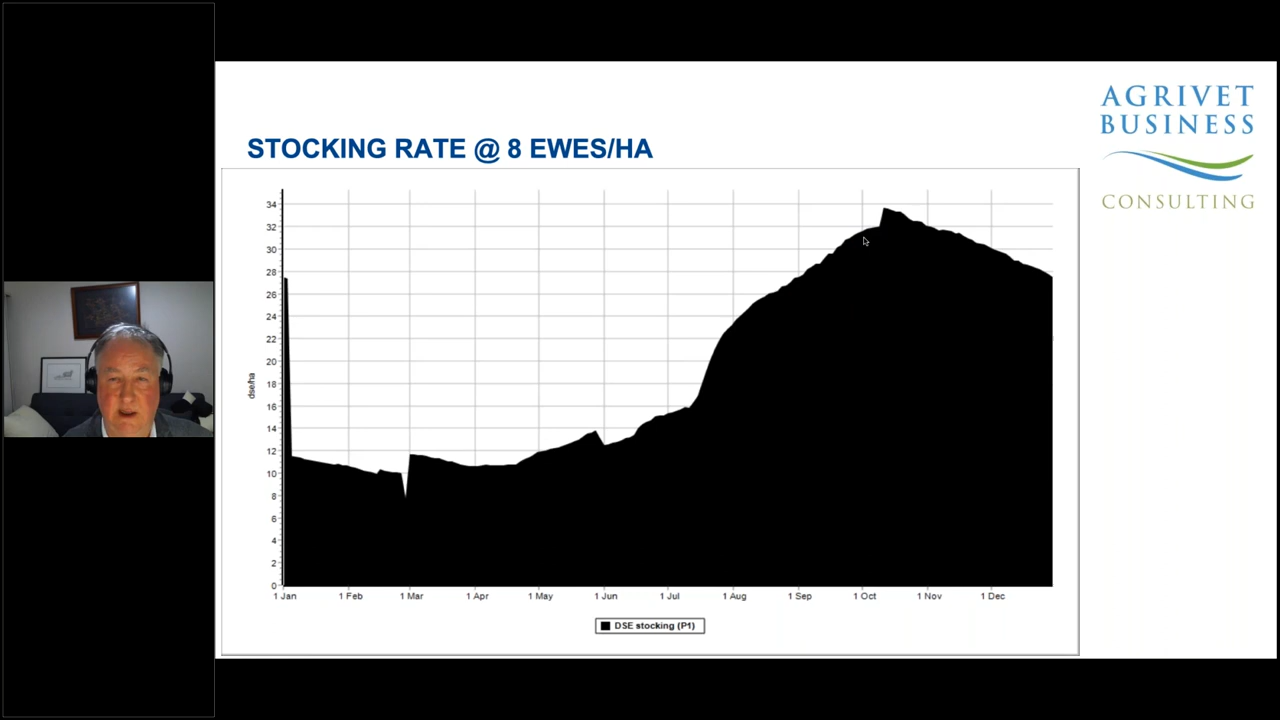 AGRIVET
BUSINESS
CONSULTING
STOCKING RATE @ 8 EWES/HA
34
32
30
28
26
24
22
20
18
16
14
12
10
8
6
4
2
0
dse/ha
1 Jan 1 Feb 1 Mar 1 Apr 1 May 1 Jun 1 Jul 1 Aug 1 Sep 1 Oct 1 Nov 1 Dec
DSE stocking (P1)